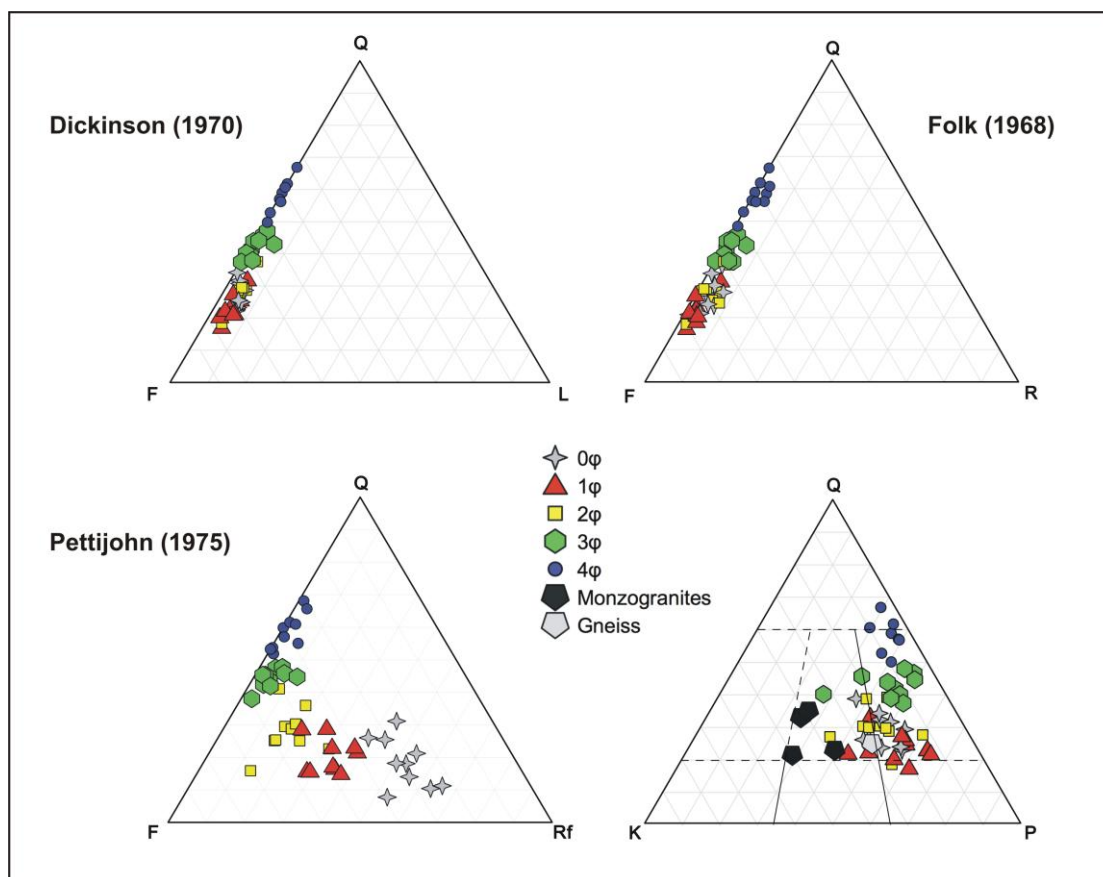 Q
Q
Dickinson (1970)
Folk (1968)
F
L
F
R
0φ
1φ
2φ
3φ
4φ
Monzogranites
Gneiss
Q
Q
Pettijohn (1975)
F
Rf
K
P